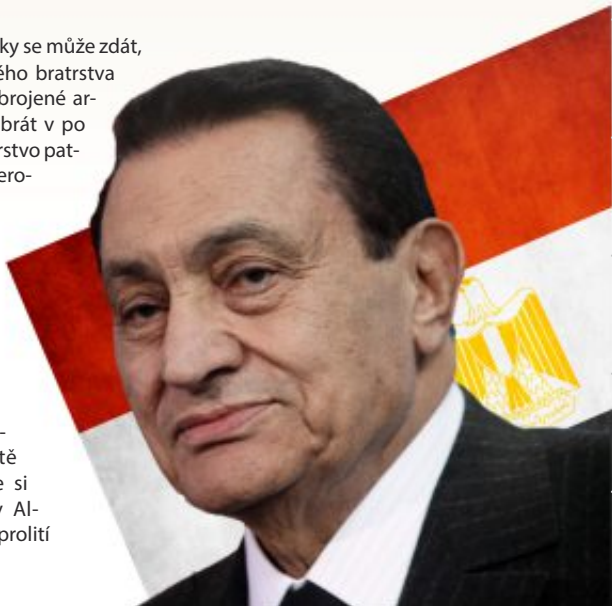 ky se může zdát,
ého bratrstva
brojené ar-
brát v po
rstvo pat-
ero-
-
tě
e si
y Al-
prolití